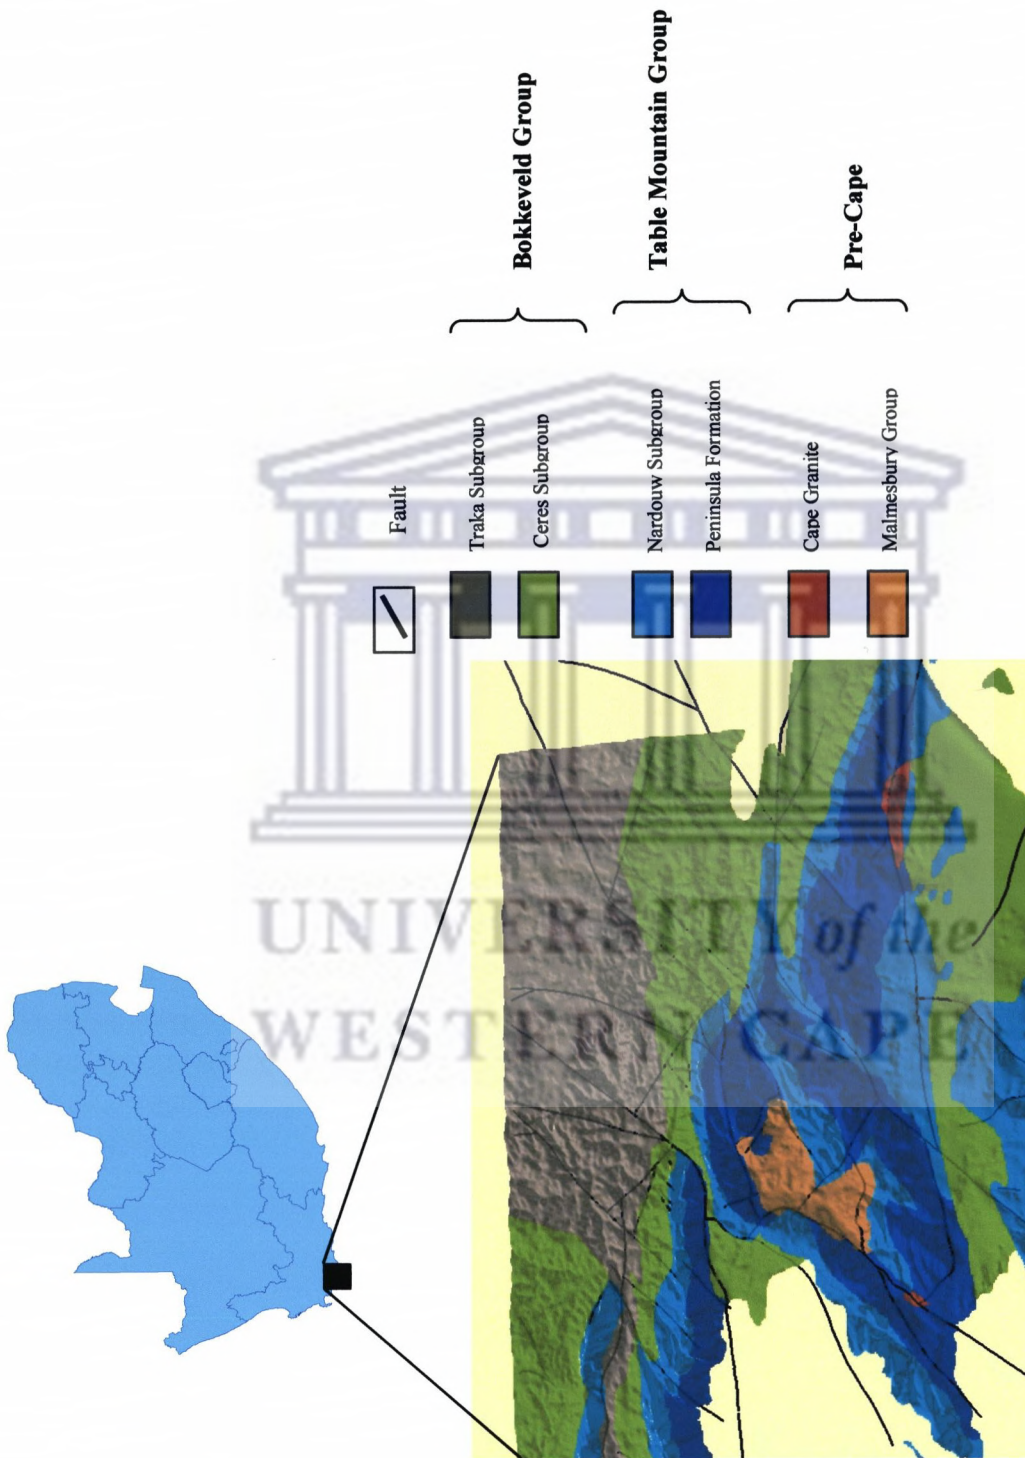 Fault
Traka Subgroup
Ceres Subgroup
Bokkeveld Group
Nardouw Subgroup
Peninsula Formation
Table Mountain Group
Cape Granite
Malmesbury Group
Pre-Cape
UNIVERSITY of the
WESTERN CAPE